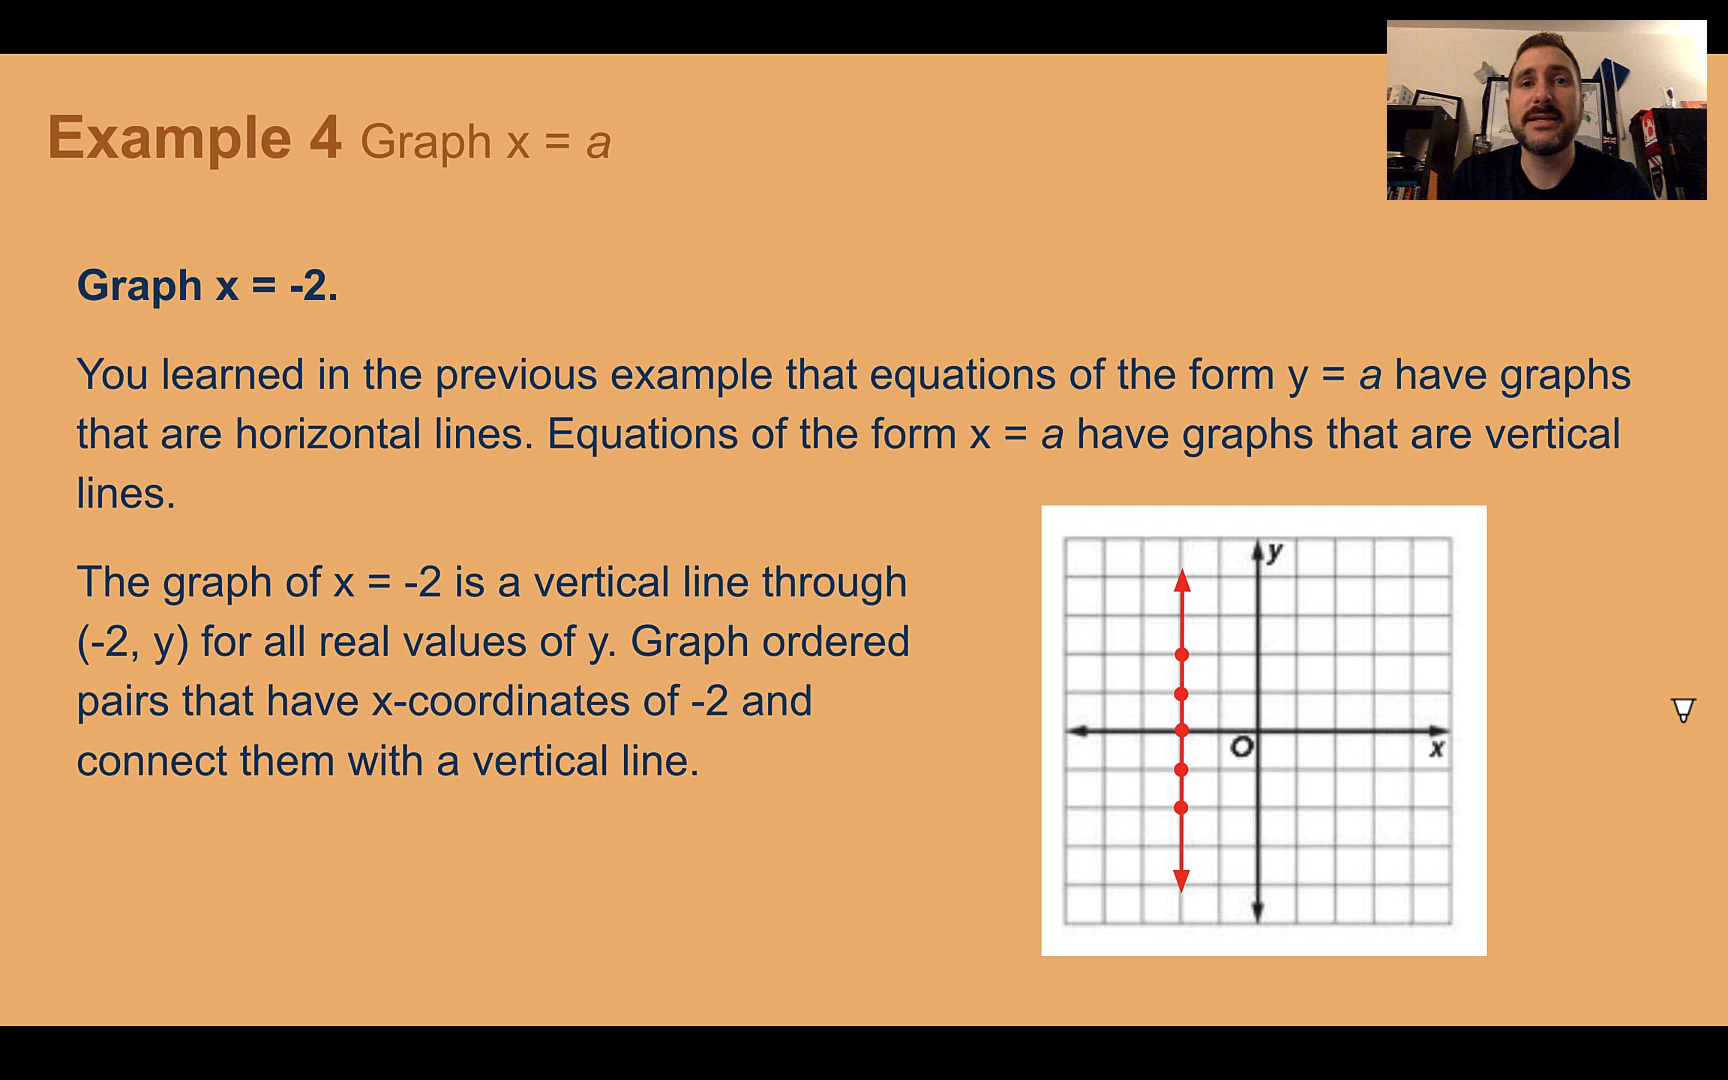 Example 4 Graph x = a
Graph x = -2.
You learned in the previous example that equations of the form y = a have graphs
that are horizontal lines. Equations of the form x = a have graphs that are vertical
lines.
The graph of x = -2 is a vertical line through
(-2, y) for all real values of y. Graph ordered
pairs that have x-coordinates of -2 and
connect them with a vertical line.
y
O
x